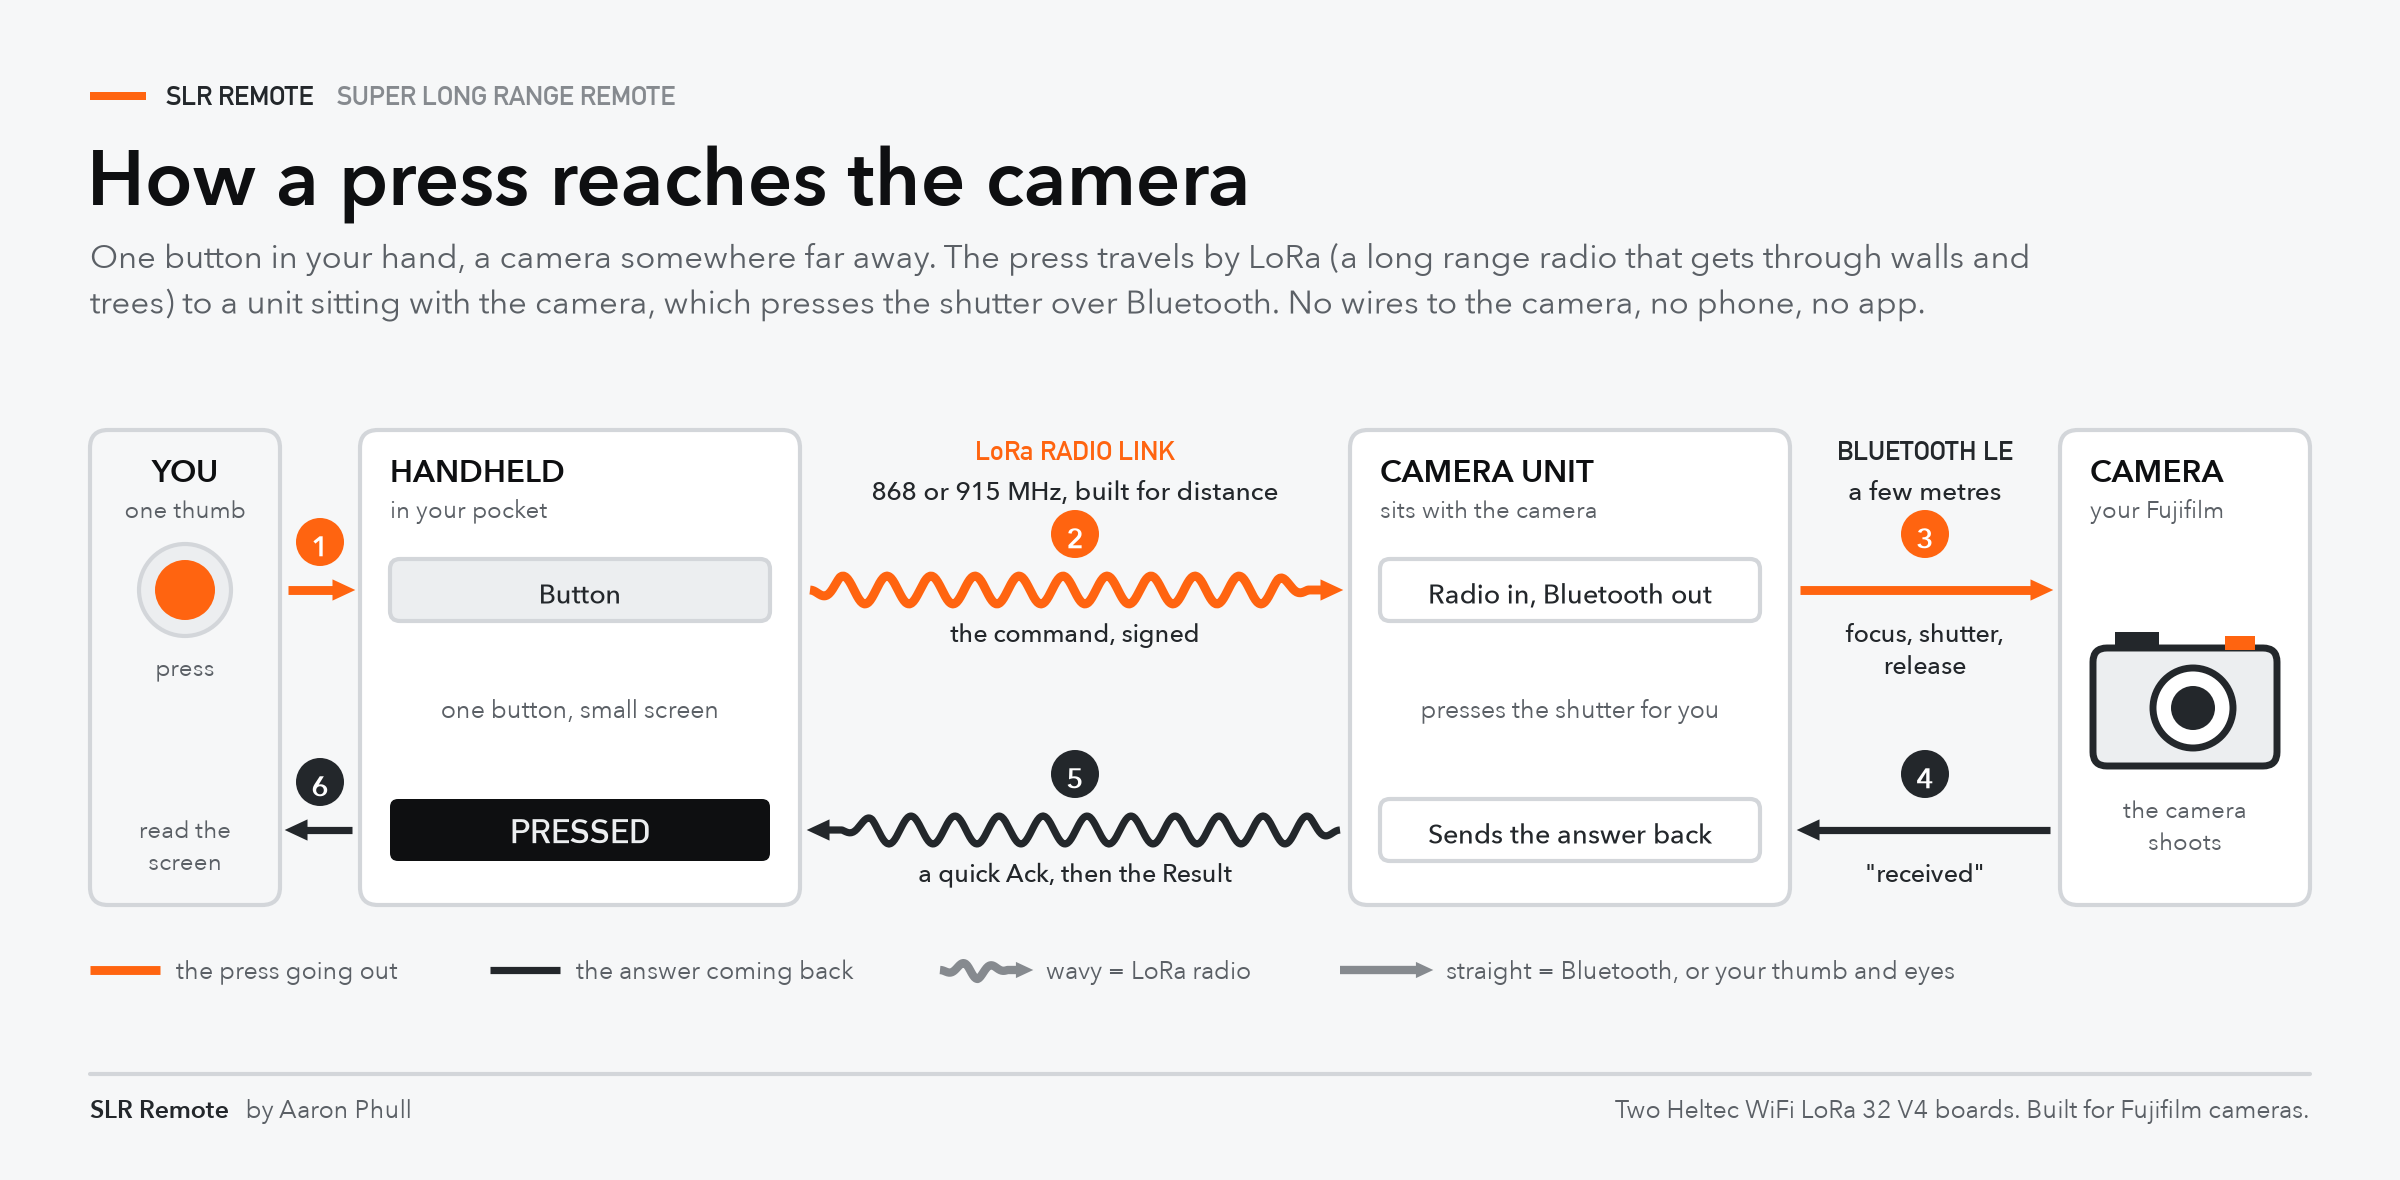 SLR REMOTE SUPER LONG RANGE REMOTE
How a press reaches the camera
One button in your hand, a camera somewhere far away. The press travels by LoRa (a long range radio that gets through walls and
trees) to a unit sitting with the camera, which presses the shutter over Bluetooth. No wires to the camera, no phone, no app.
YOU
one thumb
press
read the
screen
1
6
HANDHELD
in your pocket
Button
one button, small screen
PRESSED
LoRa RADIO LINK
868 or 915 MHz, built for distance
2
the command, signed
5
a quick Ack, then the Result
CAMERA UNIT
sits with the camera
Radio in, Bluetooth out
presses the shutter for you
Sends the answer back
BLUETOOTH LE
a few metres
3
focus, shutter,
release
4
"received"
CAMERA
your Fujifilm
the camera
shoots
the press going out
the answer coming back
wavy = LoRa radio
straight = Bluetooth, or your thumb and eyes
SLR Remote by Aaron Phull
Two Heltec WiFi LoRa 32 V4 boards. Built for Fujifilm cameras.